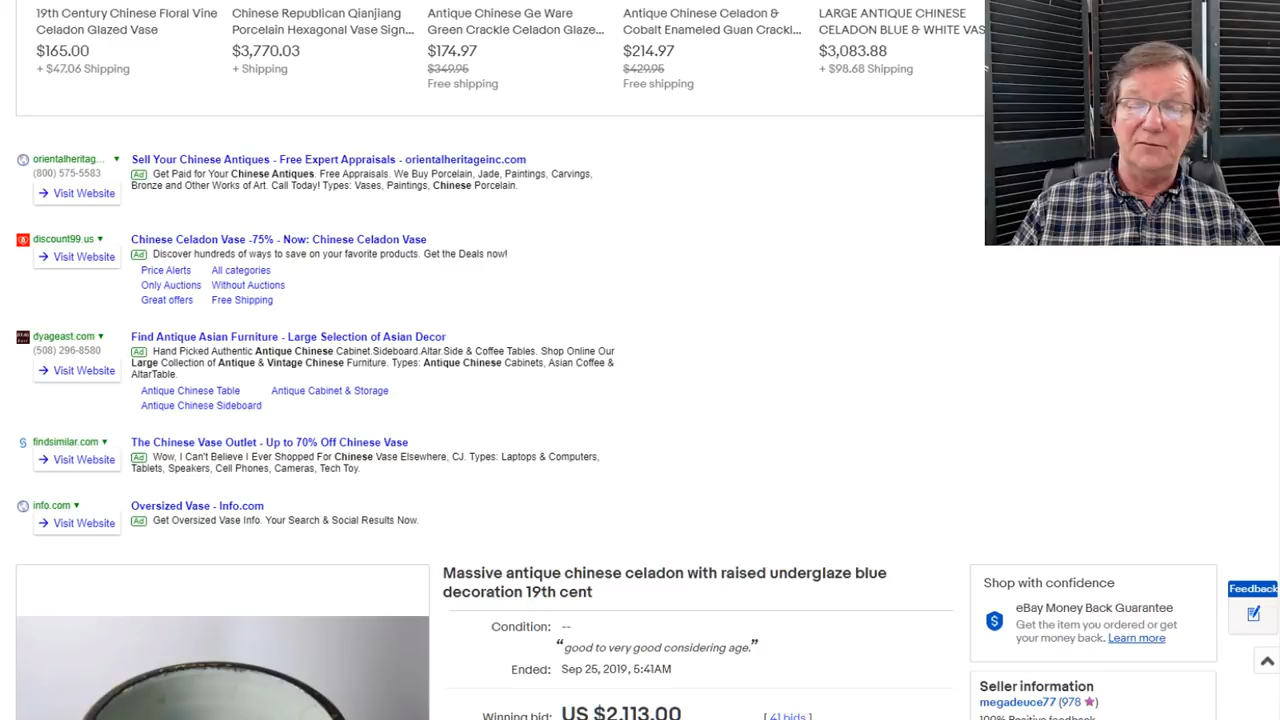 19th Century Chinese Floral Vine
Celadon Glazed Vase
$165.00
+ $47.06 Shipping
Chinese Republican Qianjiang
Porcelain Hexagonal Vase Sign...
$3,770.03
+ Shipping
Antique Chinese Ge Ware
Green Crackle Celadon Glaze...
$174.97
$349.95
Free shipping
Antique Chinese Celadon &
Cobalt Enameled Guan Crackl...
$214.97
$429.95
Free shipping
LARGE ANTIQUE CHINESE
CELADON BLUE & WHITE VAS
$3,083.88
+ $98.68 Shipping
orientalheritag...
(800) 575-5583
Visit Website
Sell Your Chinese Antiques - Free Expert Appraisals - orientalheritageinc.com
Ad Get Paid for Your Chinese Antiques. Free Appraisals. We Buy Porcelain, Jade, Paintings, Carvings,
Bronze and Other Works of Art. Call Today! Types: Vases, Paintings, Chinese Porcelain.
discount99.us
Visit Website
Chinese Celadon Vase -75% - Now: Chinese Celadon Vase
Ad Discover hundreds of ways to save on your favorite products. Get the Deals now!
Price Alerts All categories
Only Auctions Without Auctions
Great offers Free Shipping
dyageast.com
(508) 296-8580
Visit Website
Find Antique Asian Furniture - Large Selection of Asian Decor
Ad Hand Picked Authentic Antique Chinese Cabinet.Sideboard.Altar.Side & Coffee Tables. Shop Online Our
Large Collection of Antique & Vintage Chinese Furniture. Types: Antique Chinese Cabinets, Asian Coffee &
AltarTable.
Antique Chinese Table Antique Cabinet & Storage
Antique Chinese Sideboard
findsimilar.com
Visit Website
The Chinese Vase Outlet - Up to 70% Off Chinese Vase
Ad Wow, I Can't Believe I Ever Shopped For Chinese Vase Elsewhere, CJ. Types: Laptops & Computers,
Tablets, Speakers, Cell Phones, Cameras, Tech Toy.
info.com
Visit Website
Oversized Vase - Info.com
Ad Get Oversized Vase Info. Your Search & Social Results Now.
Massive antique chinese celadon with raised underglaze blue
decoration 19th cent
Condition: --
“good to very good considering age.”
Ended: Sep 25, 2019, 5:41AM
Winning bid: US $2,113.00 [ 41 bids ]
Shop with confidence
eBay Money Back Guarantee
Get the item you ordered or get
your money back. Learn more
Seller information
megadeuce77 (978 )
100% Positive feedback
Feedback